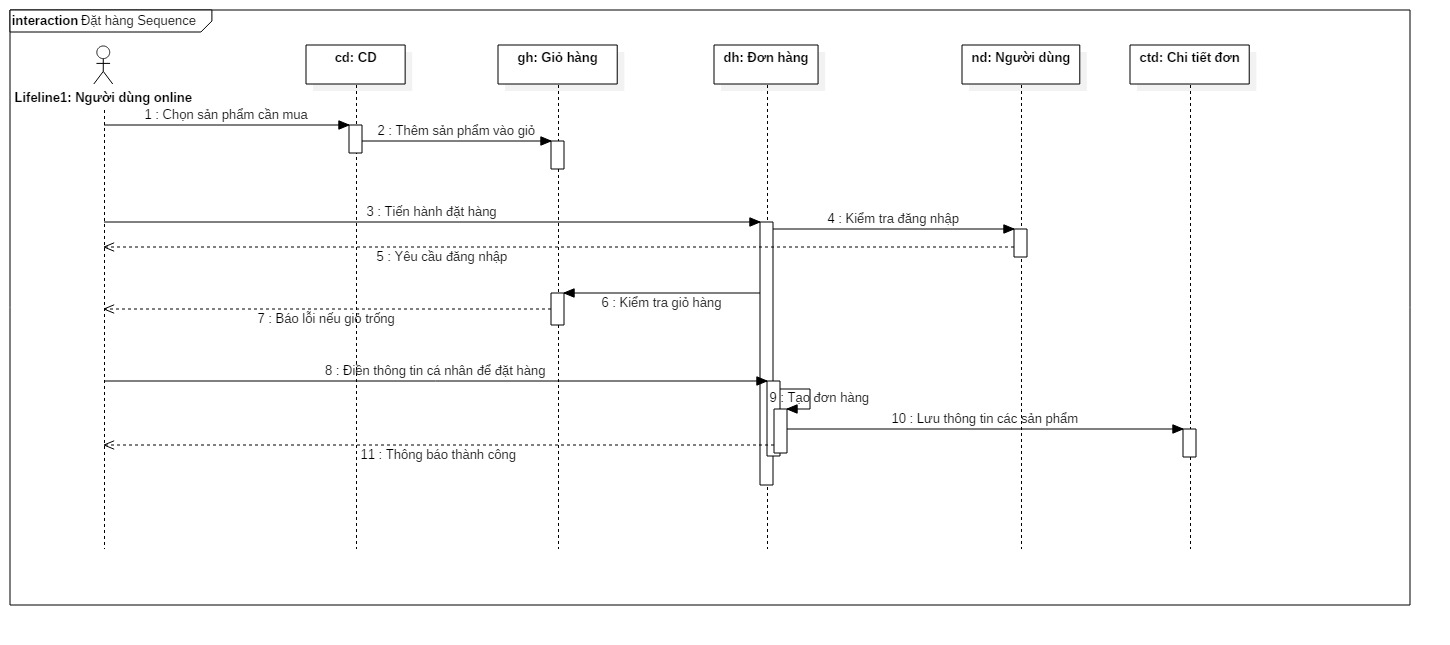 interaction Đặt hàng Sequence
cd: CD
gh: Giỏ hàng
dh: Đơn hàng
nd: Người dùng
ctd: Chi tiết đơn
Lifeline1: Người dùng online
1 : Chọn sản phẩm cần mua
2 : Thêm sản phẩm vào giỏ
3 : Tiến hành đặt hàng
4 : Kiểm tra đăng nhập
5 : Yêu cầu đăng nhập
6 : Kiểm tra giỏ hàng
7 : Báo lỗi nếu giỏ trống
8 : Điền thông tin cá nhân để đặt hàng
9 : Tạo đơn hàng
10 : Lưu thông tin các sản phẩm
11 : Thông báo thành công